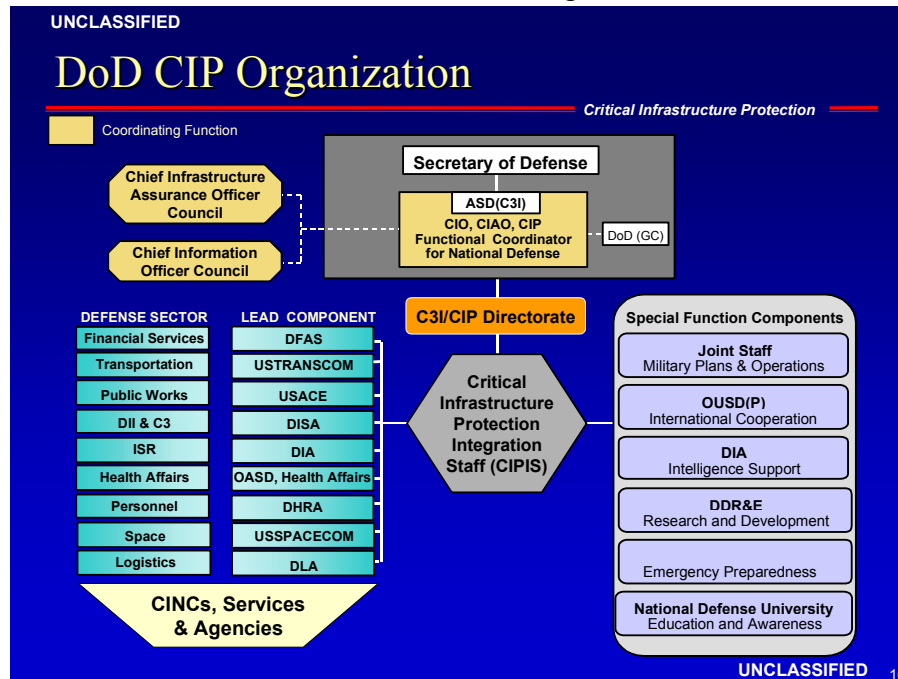 UNCLASSIFIED
DoD CIP Organization
Critical Infrastructure Protection
Coordinating Function
Secretary of Defense
ASD(C3I)
CIO, CIAO, CIP
Functional Coordinator
for National Defense
DoD (GC)
Chief Infrastructure
Assurance Officer
Council
Chief Information
Officer Council
C3I/CIP Directorate
DEFENSE SECTOR LEAD COMPONENT
Financial Services DFAS
Transportation USTRANSCOM
Public Works USACE
DII & C3 DISA
ISR DIA
Health Affairs OASD, Health Affairs
Personnel DHRA
Space USSPACECOM
Logistics DLA
CINCs, Services
& Agencies
Critical
Infrastructure
Protection
Integration
Staff (CIPIS)
Special Function Components
Joint Staff
Military Plans & Operations
OUSD(P)
International Cooperation
DIA
Intelligence Support
DDR&E
Research and Development
Emergency Preparedness
National Defense University
Education and Awareness
UNCLASSIFIED 1